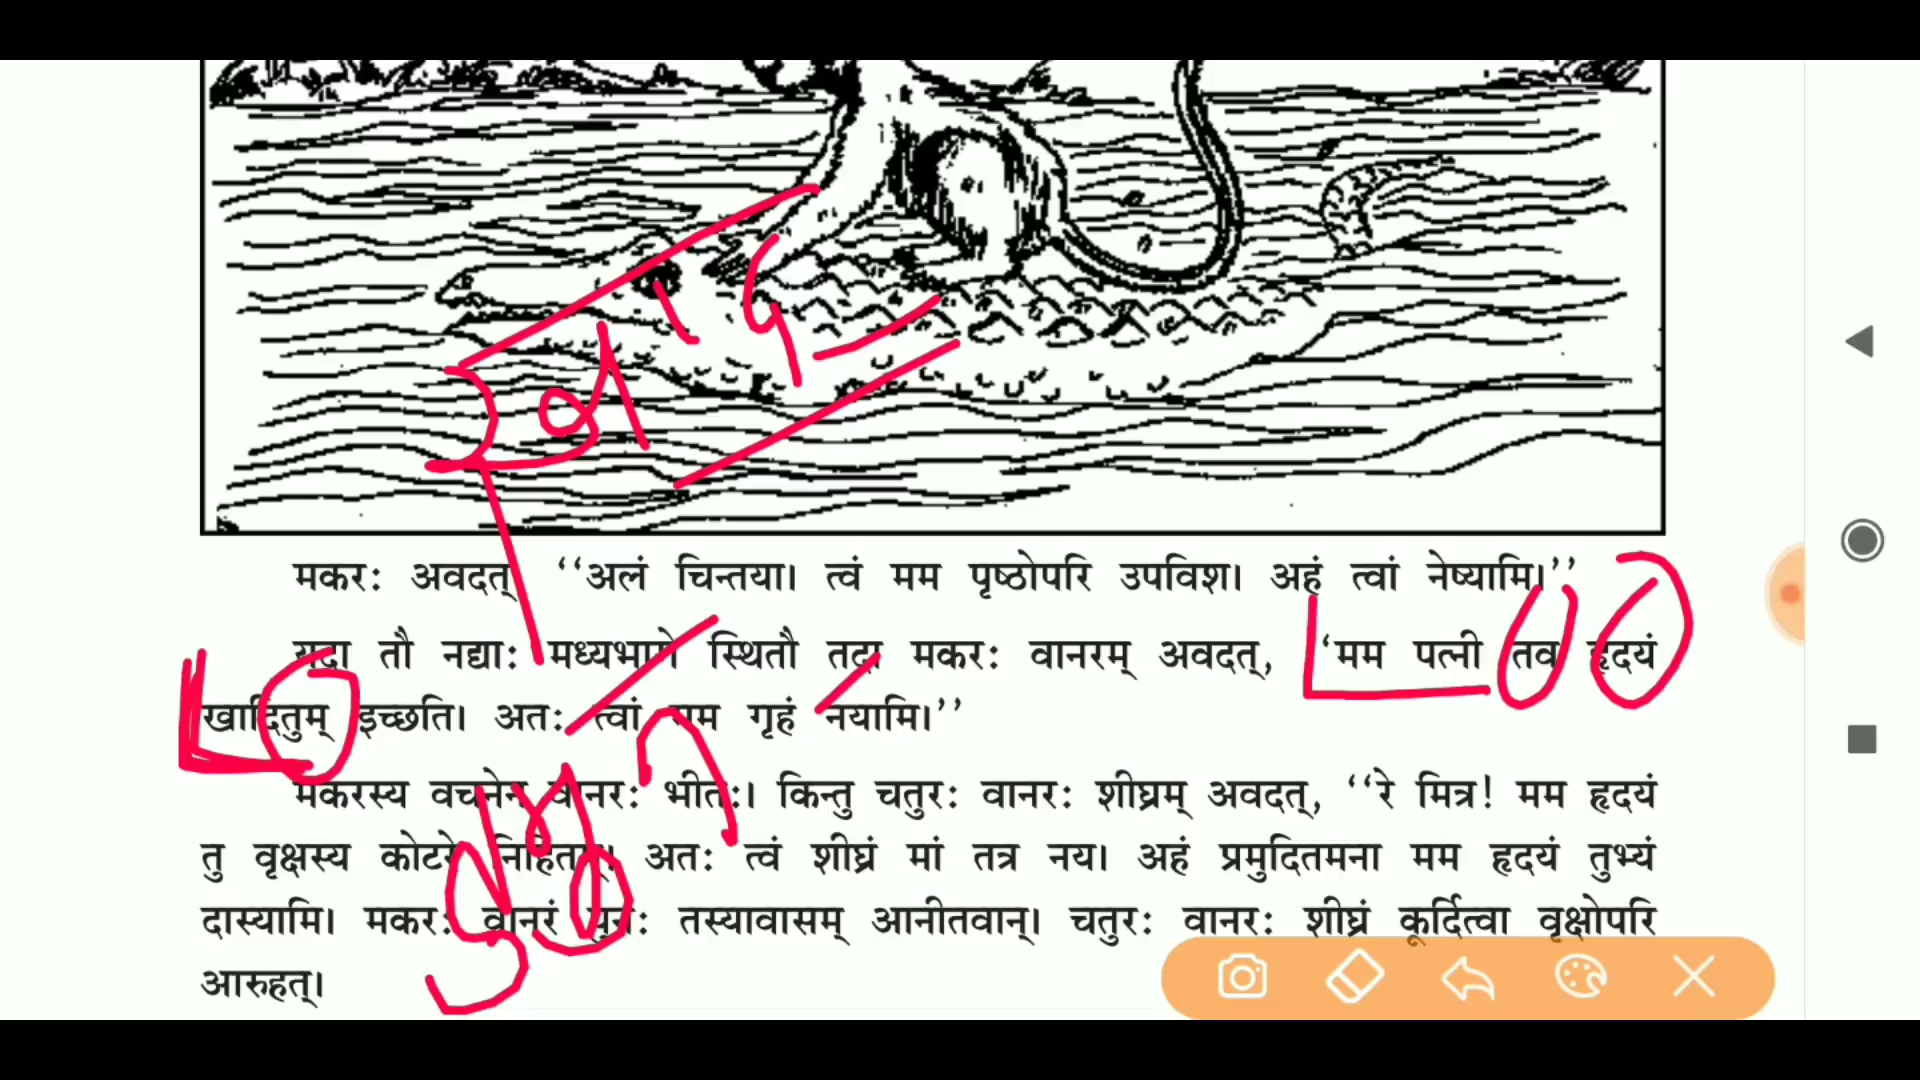 मकरः अवदत् ‘‘अलं चिन्तया। त्वं मम पृष्ठोपरि उपविश। अहं त्वां नेष्यामि।’’
यदा तौ नद्याः मध्यभागे स्थितौ तदा मकरः वानरम् अवदत्, ‘मम पत्नी तव हृदयं
खादितुम् इच्छति। अतः त्वां मम गृहं नयामि।’’
मकरस्य वचनेन वानरः भीतः। किन्तु चतुरः वानरः शीघ्रम् अवदत्, ‘‘रे मित्र! मम हृदयं
तु वृक्षस्य कोटरे निहितम्। अतः त्वं शीघ्रं मां तत्र नय। अहं प्रमुदितमना मम हृदयं तुभ्यं
दास्यामि। मकरः वानरं पुनः तस्यावासम् आनीतवान्। चतुरः वानरः शीघ्रं कूर्दित्वा वृक्षोपरि
आरुहत्।